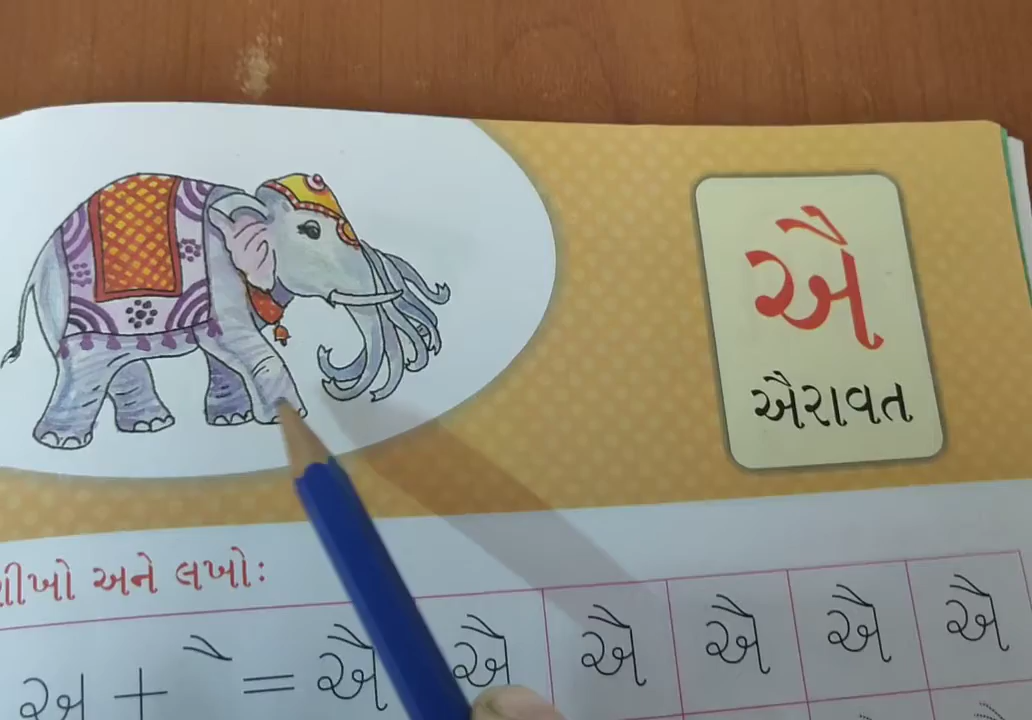 ઐ
ઐરાવત
શીખો અને લખો:
અ + ૈ = ઐ ઐ ઐ ઐ ઐ ઐ